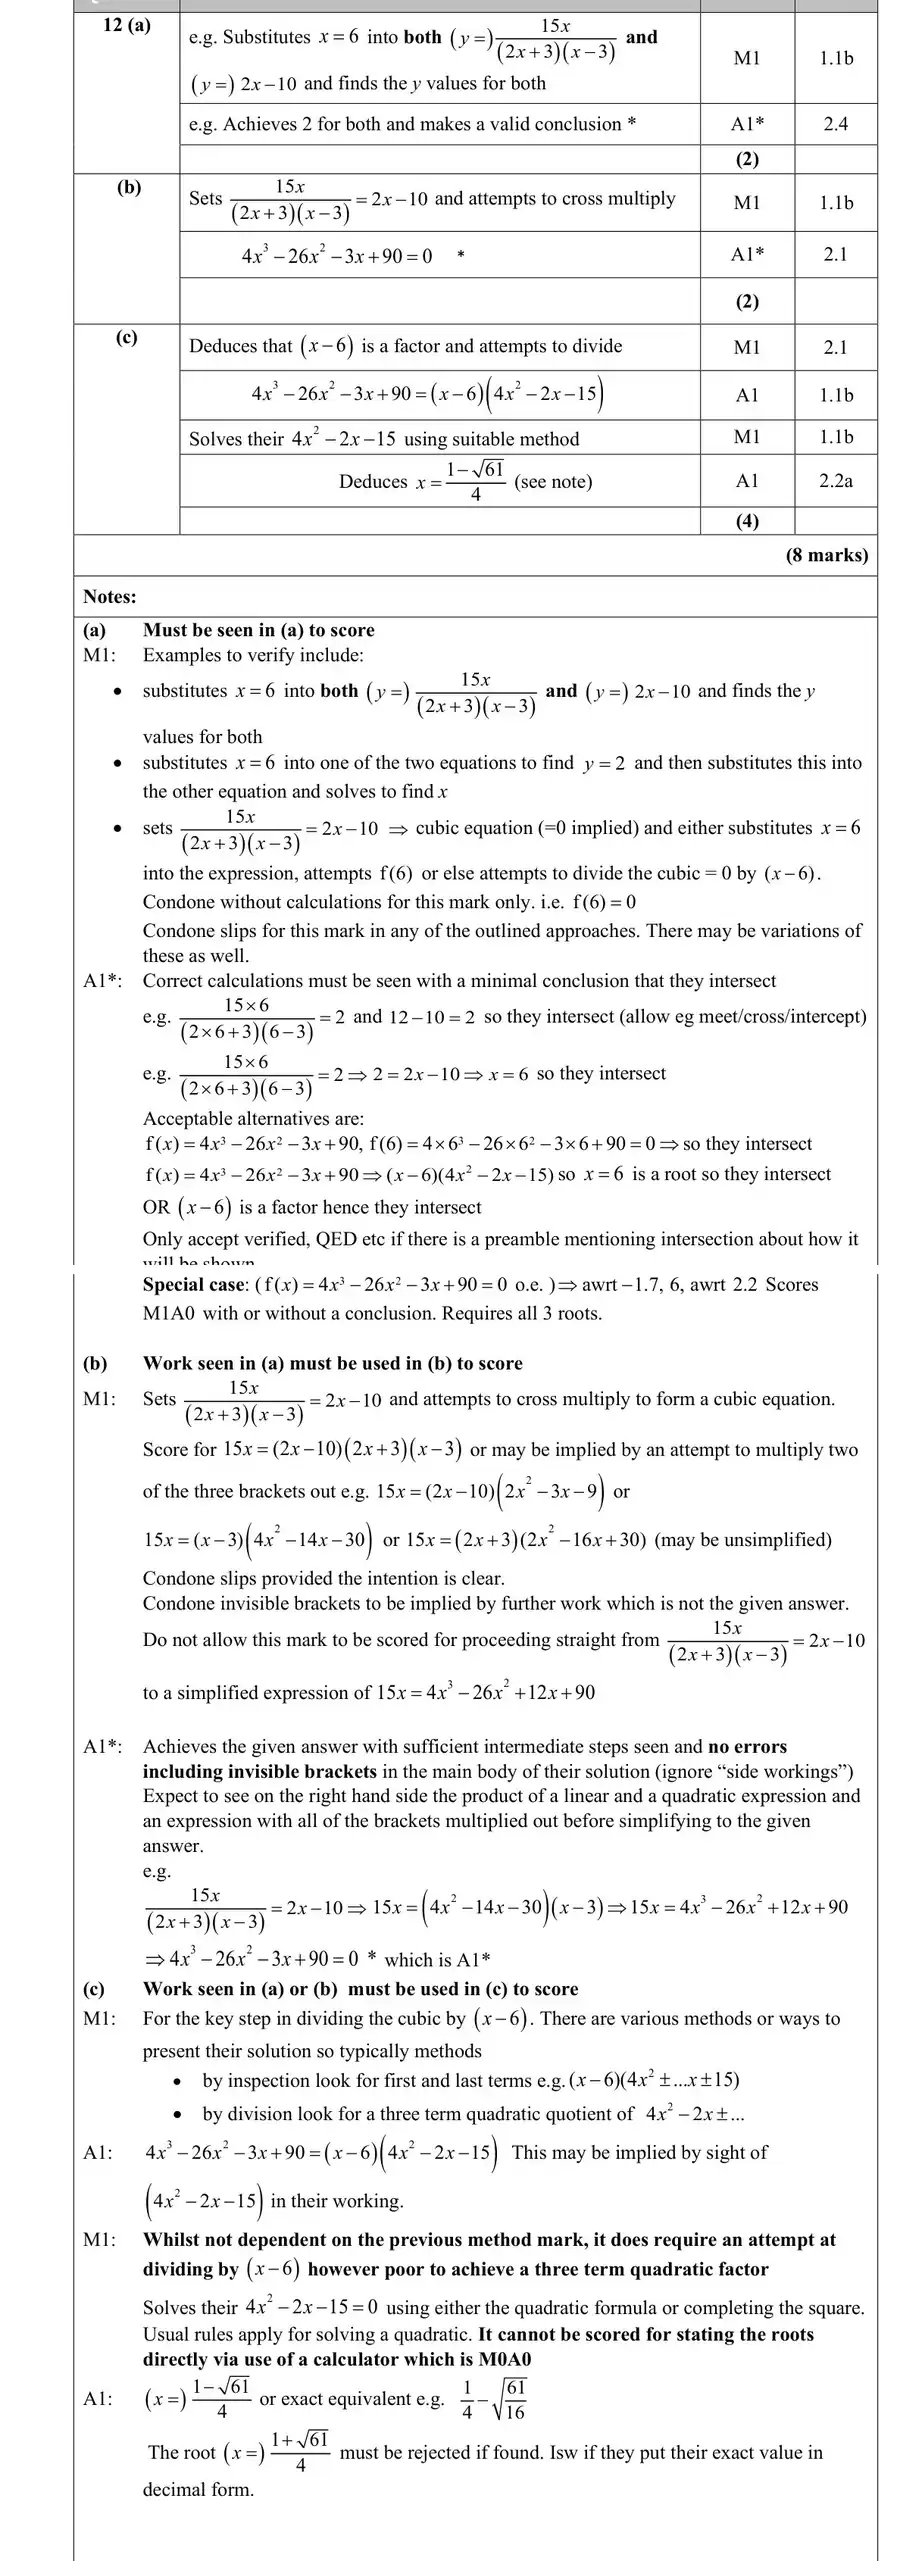 12 (a)
e.g. Substitutes x = 6 into both (y =) 15x/((2x+3)(x−3)) and M1 1.1b
(y =) 2x−10 and finds the y values for both
e.g. Achieves 2 for both and makes a valid conclusion * A1* 2.4
(2)
(b) Sets 15x/((2x+3)(x−3)) = 2x−10 and attempts to cross multiply M1 1.1b
4x³ − 26x² − 3x + 90 = 0 * A1* 2.1
(2)
(c) Deduces that (x−6) is a factor and attempts to divide M1 2.1
4x³ − 26x² − 3x + 90 = (x−6)(4x² − 2x − 15) A1 1.1b
Solves their 4x² − 2x − 15 using suitable method M1 1.1b
Deduces x = (1−√61)/4 (see note) A1 2.2a
(4)
(8 marks)
Notes:
(a) Must be seen in (a) to score
M1: Examples to verify include:
• substitutes x = 6 into both (y =) 15x/((2x+3)(x−3)) and (y =) 2x−10 and finds the y
values for both
• substitutes x = 6 into one of the two equations to find y = 2 and then substitutes this into
the other equation and solves to find x
• sets 15x/((2x+3)(x−3)) = 2x−10 ⇒ cubic equation (=0 implied) and either substitutes x = 6
into the expression, attempts f(6) or else attempts to divide the cubic = 0 by (x−6).
Condone without calculations for this mark only. i.e. f(6) = 0
Condone slips for this mark in any of the outlined approaches. There may be variations of
these as well.
A1*: Correct calculations must be seen with a minimal conclusion that they intersect
e.g. 15×6/((2×6+3)(6−3)) = 2 and 12−10 = 2 so they intersect (allow eg meet/cross/intercept)
e.g. 15×6/((2×6+3)(6−3)) = 2 ⇒ 2 = 2x−10 ⇒ x = 6 so they intersect
Acceptable alternatives are:
f(x) = 4x³ − 26x² − 3x + 90, f(6) = 4×6³ − 26×6² − 3×6 + 90 = 0 ⇒ so they intersect
f(x) = 4x³ − 26x² − 3x + 90 ⇒ (x−6)(4x² − 2x − 15) so x = 6 is a root so they intersect
OR (x−6) is a factor hence they intersect
Only accept verified, QED etc if there is a preamble mentioning intersection about how it
will be shown
Special case: (f(x) = 4x³ − 26x² − 3x + 90 = 0 o.e. ) ⇒ awrt −1.7, 6, awrt 2.2 Scores
M1A0 with or without a conclusion. Requires all 3 roots.
(b) Work seen in (a) must be used in (b) to score
M1: Sets 15x/((2x+3)(x−3)) = 2x−10 and attempts to cross multiply to form a cubic equation.
Score for 15x = (2x−10)(2x+3)(x−3) or may be implied by an attempt to multiply two
of the three brackets out e.g. 15x = (2x−10)(2x² − 3x − 9) or
15x = (x−3)(4x² − 14x − 30) or 15x = (2x+3)(2x² − 16x + 30) (may be unsimplified)
Condone slips provided the intention is clear.
Condone invisible brackets to be implied by further work which is not the given answer.
Do not allow this mark to be scored for proceeding straight from 15x/((2x+3)(x−3)) = 2x−10
to a simplified expression of 15x = 4x³ − 26x² + 12x + 90
A1*: Achieves the given answer with sufficient intermediate steps seen and no errors
including invisible brackets in the main body of their solution (ignore “side workings”)
Expect to see on the right hand side the product of a linear and a quadratic expression and
an expression with all of the brackets multiplied out before simplifying to the given
answer.
e.g.
15x/((2x+3)(x−3)) = 2x−10 ⇒ 15x = (4x² − 14x − 30)(x−3) ⇒ 15x = 4x³ − 26x² + 12x + 90
⇒ 4x³ − 26x² − 3x + 90 = 0 * which is A1*
(c) Work seen in (a) or (b) must be used in (c) to score
M1: For the key step in dividing the cubic by (x−6). There are various methods or ways to
present their solution so typically methods
• by inspection look for first and last terms e.g. (x−6)(4x² ± ...x ± 15)
• by division look for a three term quadratic quotient of 4x² − 2x ± ...
A1: 4x³ − 26x² − 3x + 90 = (x−6)(4x² − 2x − 15) This may be implied by sight of
(4x² − 2x − 15) in their working.
M1: Whilst not dependent on the previous method mark, it does require an attempt at
dividing by (x−6) however poor to achieve a three term quadratic factor
Solves their 4x² − 2x − 15 = 0 using either the quadratic formula or completing the square.
Usual rules apply for solving a quadratic. It cannot be scored for stating the roots
directly via use of a calculator which is M0A0
A1: (x =) (1−√61)/4 or exact equivalent e.g. 1/4 − √(61/16)
The root (x =) (1+√61)/4 must be rejected if found. Isw if they put their exact value in
decimal form.